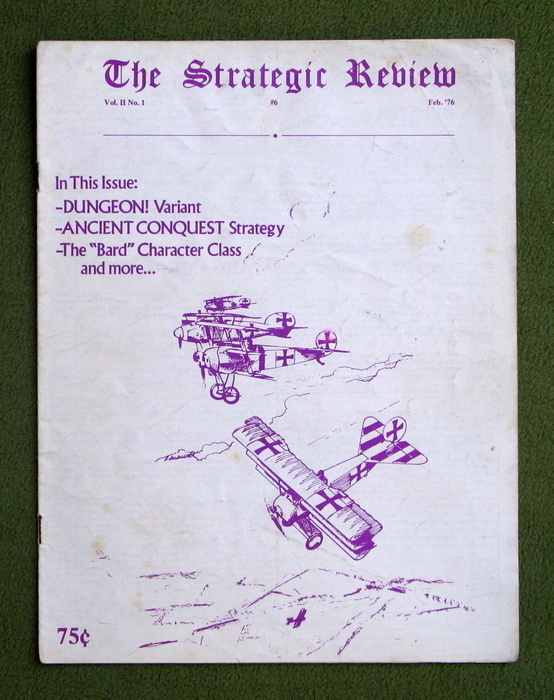 The Strategic Review
Vol. II No. 1 #6 Feb. '76
In This Issue:
-DUNGEON! Variant
-ANCIENT CONQUEST Strategy
-The "Bard" Character Class
and more...
75¢